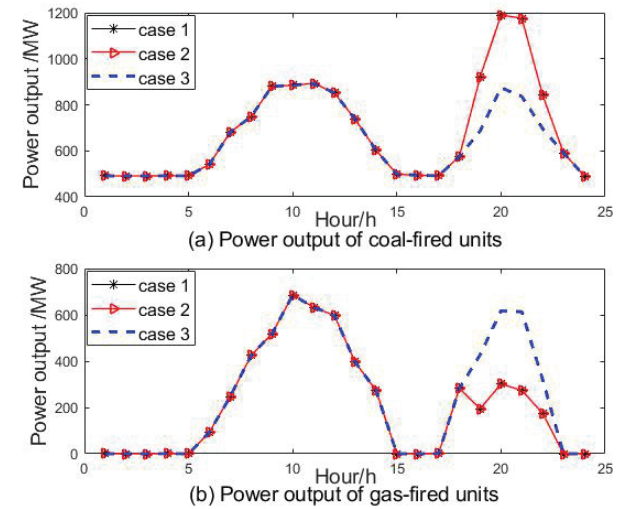 1200
1000
800
600
400
Power output /MW
case 1
case 2
case 3
0
5
10
15
20
25
Hour/h
(a) Power output of coal-fired units
800
600
400
200
0
Power output /MW
case 1
case 2
case 3
0
5
10
15
20
25
Hour/h
(b) Power output of gas-fired units